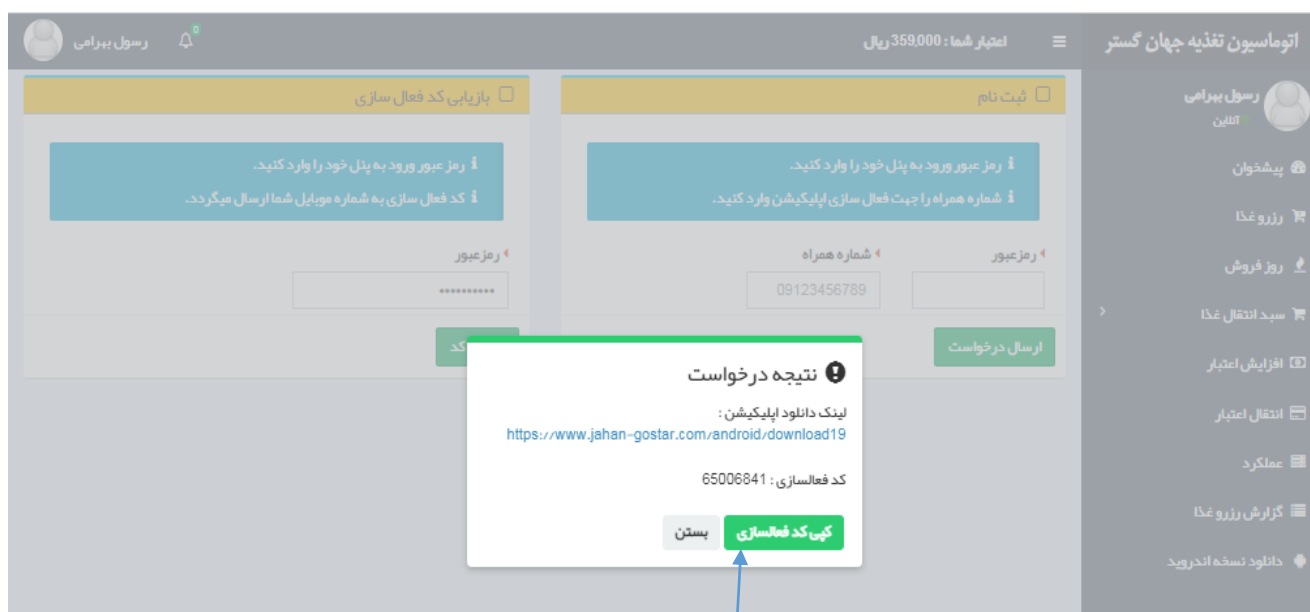 اتوماسیون تغذیه جهان گستر
اعتبار شما : 359,000 ریال
0
رسول بهرامی
رسول بهرامی
آنلاین
پیشخوان
رزرو غذا
روز فروش
سبد انتقال غذا
افزایش اعتبار
انتقال اعتبار
عملکرد
گزارش رزرو غذا
دانلود نسخه اندروید
ثبت نام
رمز عبور ورود به پنل خود را وارد کنید.
شماره همراه را جهت فعال سازی اپلیکیشن وارد کنید.
رمزعبور
شماره همراه
09123456789
ارسال درخواست
بازیابی کد فعال سازی
رمز عبور ورود به پنل خود را وارد کنید.
کد فعال سازی به شماره موبایل شما ارسال میگردد.
رمزعبور
••••••••••
کد
نتیجه درخواست
لینک دانلود اپلیکیشن :
https://www.jahan-gostar.com/android/download19
کد فعالسازی : 65006841
کپی کد فعالسازی
بستن